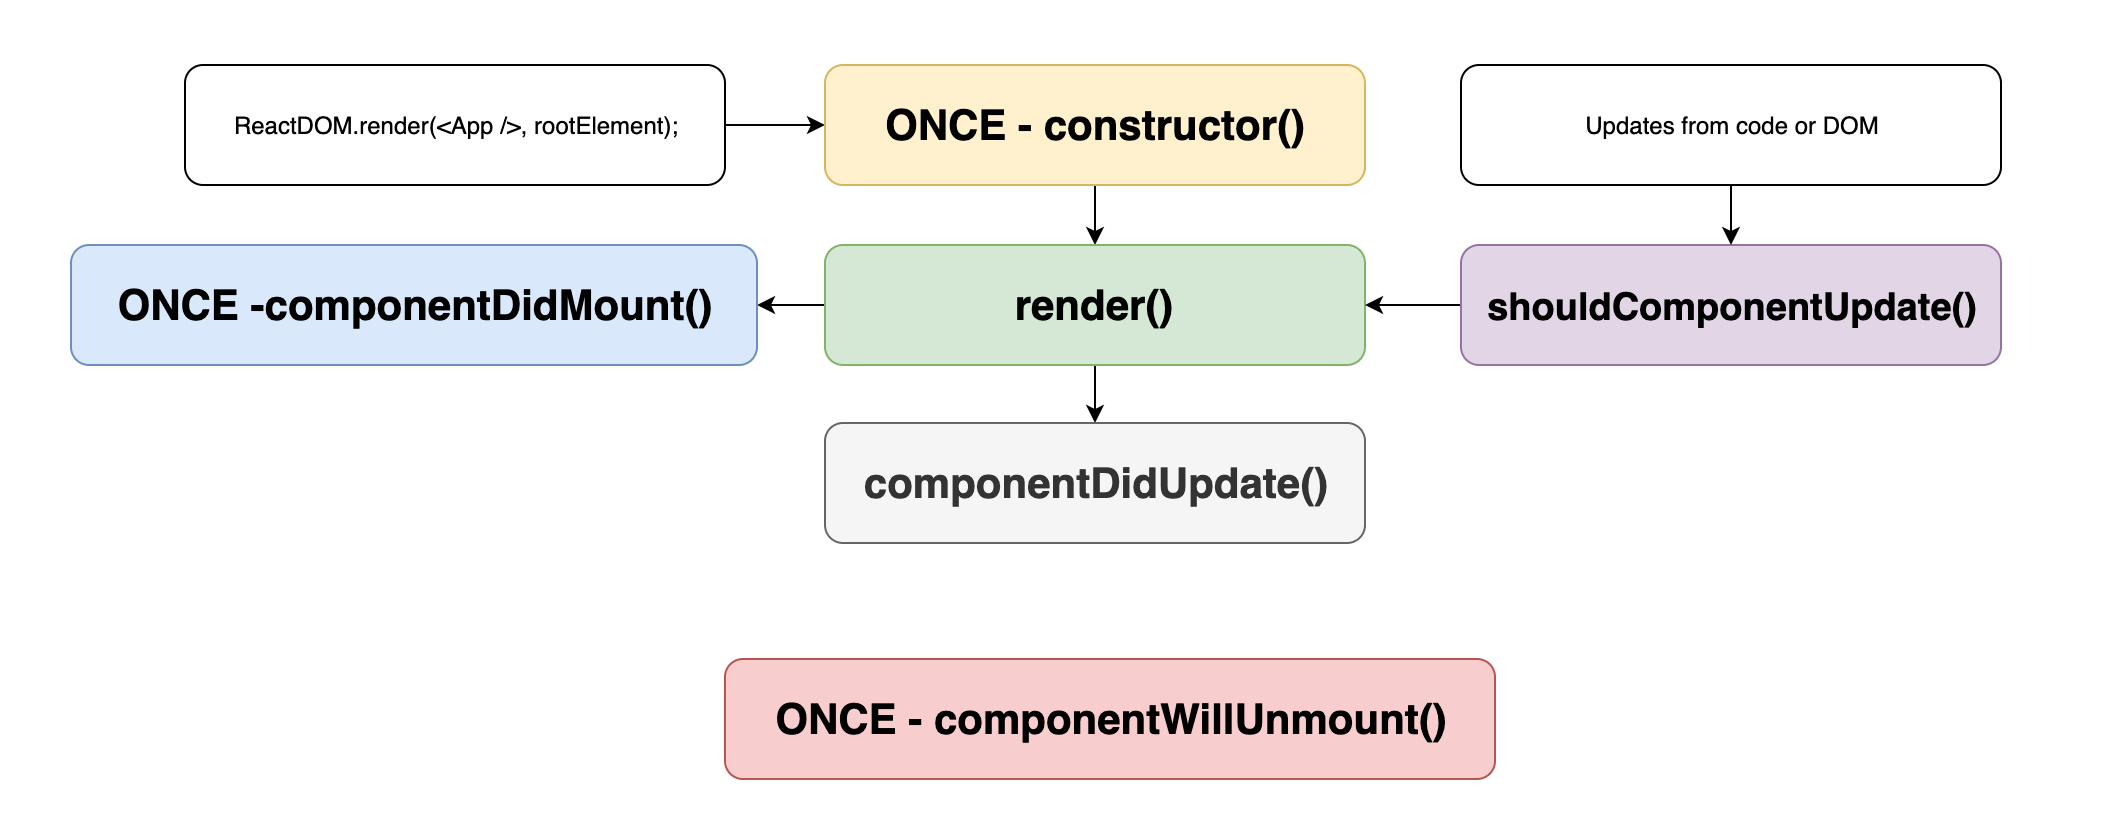 ReactDOM.render(<App />, rootElement);
ONCE - constructor()
Updates from code or DOM
ONCE -componentDidMount()
render()
shouldComponentUpdate()
componentDidUpdate()
ONCE - componentWillUnmount()